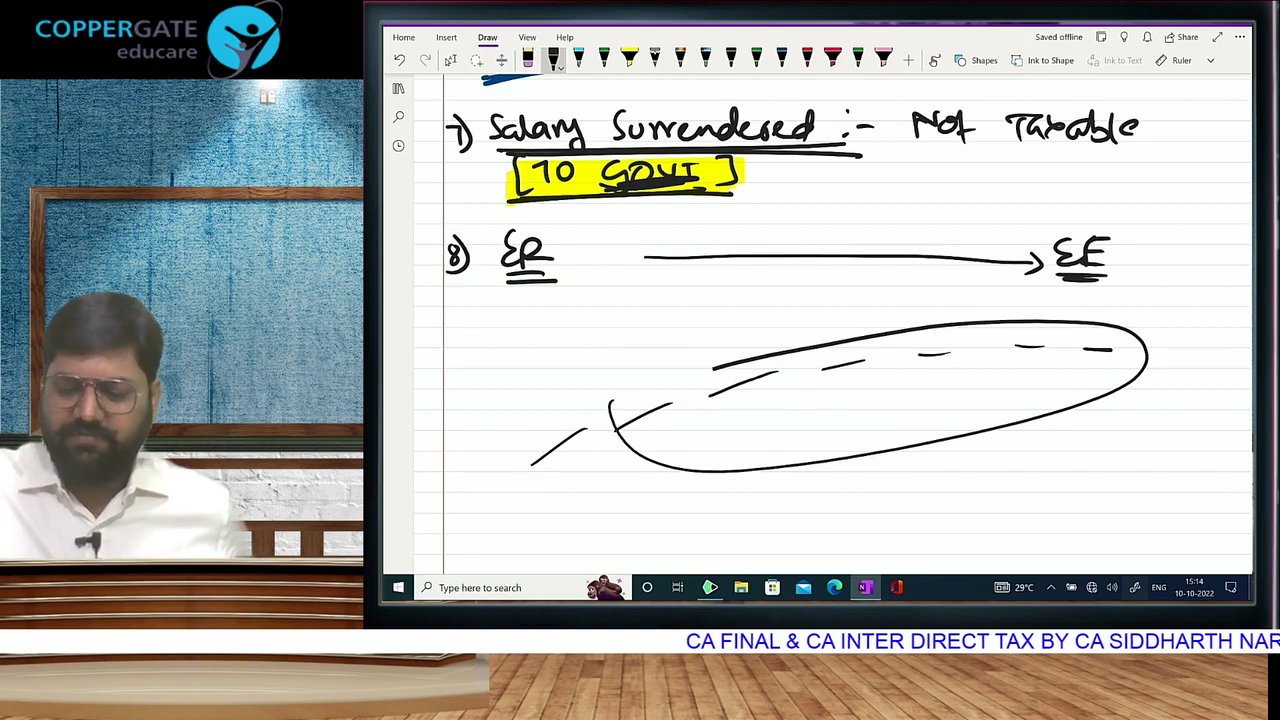 COPPERGATE
educare
Home Insert Draw View Help
Saved offline
Share
Shapes
Ink to Shape
Ink to Text
Ruler
7) Salary Surrendered :- Not Taxable
[TO GOVT]
8) ER → EE
Type here to search
29°C
ENG
15:14
10-10-2022
CA FINAL & CA INTER DIRECT TAX BY CA SIDDHARTH NAR